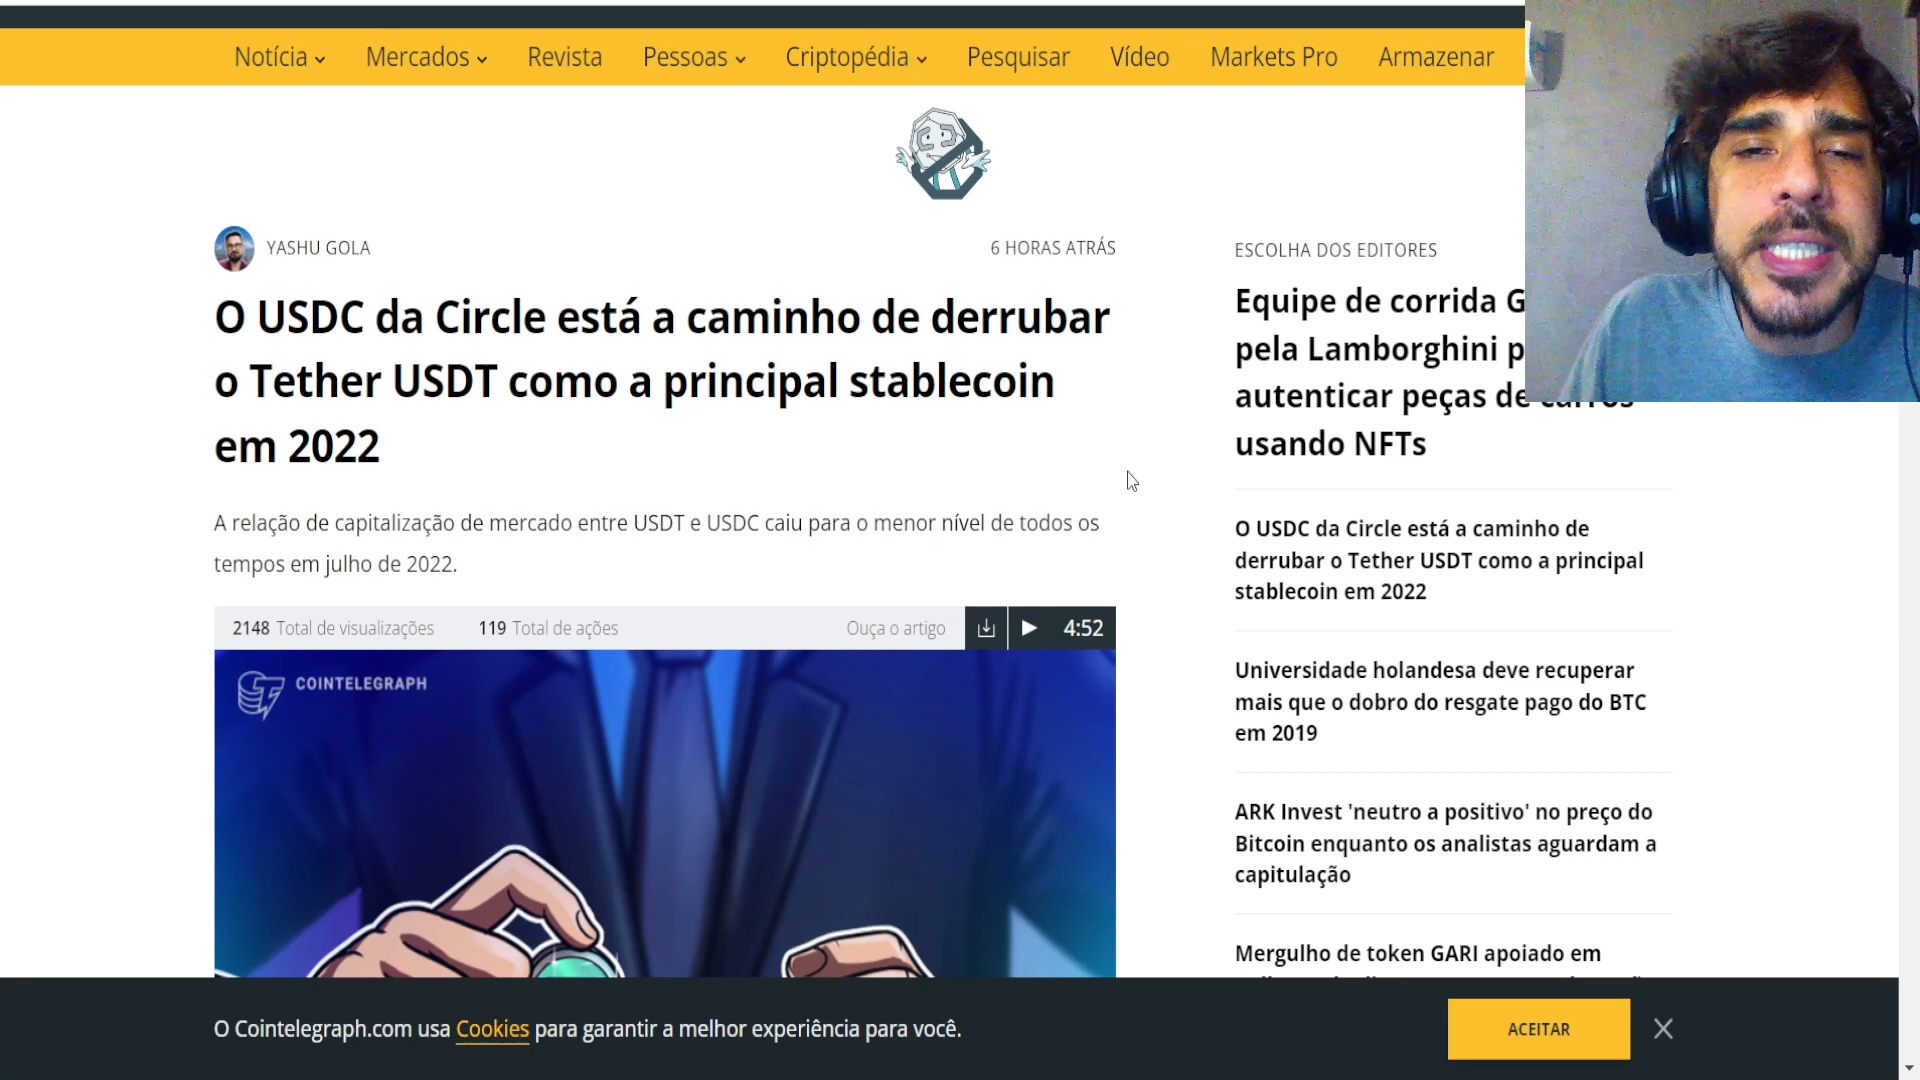 Notícia Mercados Revista Pessoas Criptopédia Pesquisar Vídeo Markets Pro Armazenar
YASHU GOLA
6 HORAS ATRÁS
O USDC da Circle está a caminho de derrubar
o Tether USDT como a principal stablecoin
em 2022
A relação de capitalização de mercado entre USDT e USDC caiu para o menor nível de todos os
tempos em julho de 2022.
2148 Total de visualizações 119 Total de ações Ouça o artigo 4:52
COINTELEGRAPH
ESCOLHA DOS EDITORES
Equipe de corrida
pela Lamborghini
autenticar peças de carros
usando NFTs
O USDC da Circle está a caminho de
derrubar o Tether USDT como a principal
stablecoin em 2022
Universidade holandesa deve recuperar
mais que o dobro do resgate pago do BTC
em 2019
ARK Invest 'neutro a positivo' no preço do
Bitcoin enquanto os analistas aguardam a
capitulação
Mergulho de token GARI apoiado em
O Cointelegraph.com usa Cookies para garantir a melhor experiência para você.
ACEITAR